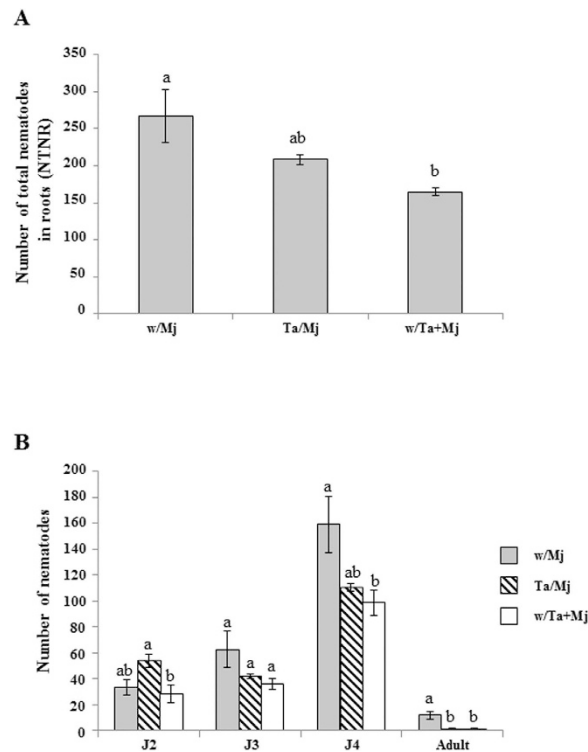 A
Number of total nematodes
in roots (NTNR)
350
300
250
200
150
100
50
0
a
ab
b
w/Mj
Ta/Mj
w/Ta+Mj
B
Number of nematodes
200
180
160
140
120
100
80
60
40
20
0
ab
a
b
a
a
a
a
ab
b
a
b
b
J2
J3
J4
Adult
w/Mj
Ta/Mj
w/Ta+Mj